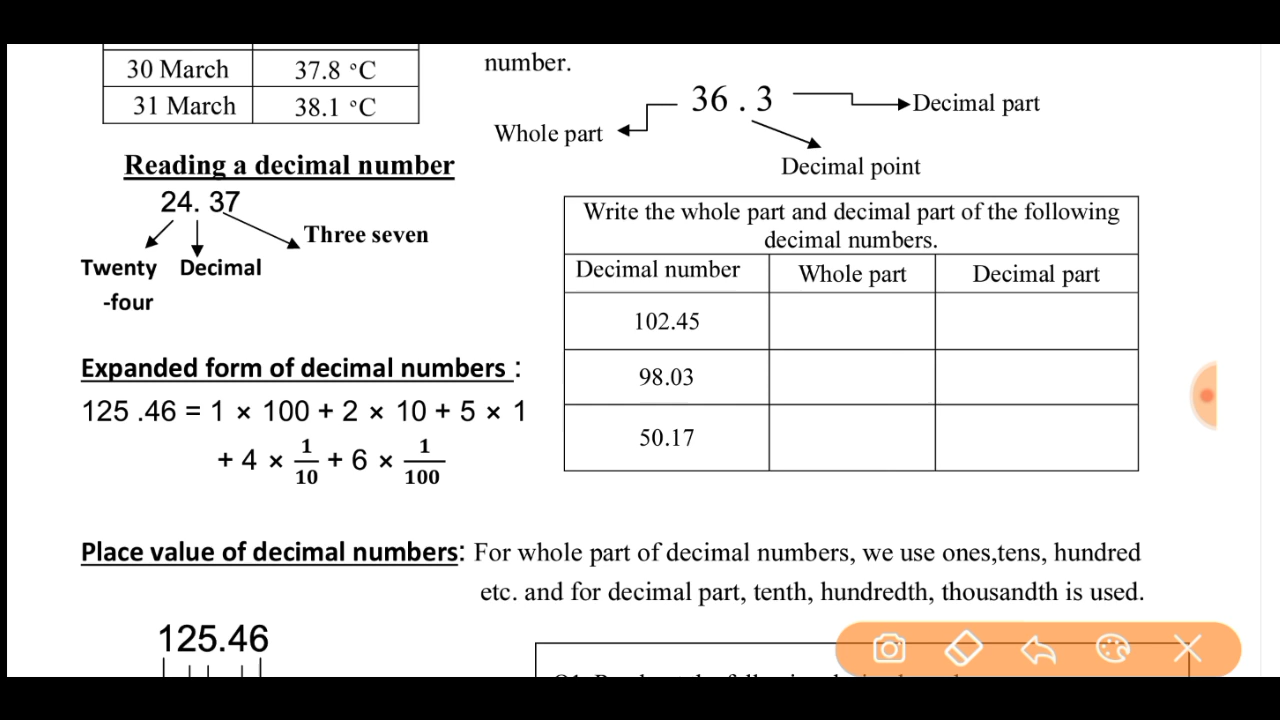 30 March 37.8 °C
31 March 38.1 °C
number.
36 . 3
Decimal part
Whole part
Decimal point
Reading a decimal number
24. 37
Three seven
Twenty Decimal
-four
Write the whole part and decimal part of the following
decimal numbers.
Decimal number Whole part Decimal part
102.45
98.03
50.17
Expanded form of decimal numbers :
125 .46 = 1 × 100 + 2 × 10 + 5 × 1
+ 4 × 1/10 + 6 × 1/100
Place value of decimal numbers: For whole part of decimal numbers, we use ones,tens, hundred
etc. and for decimal part, tenth, hundredth, thousandth is used.
125.46